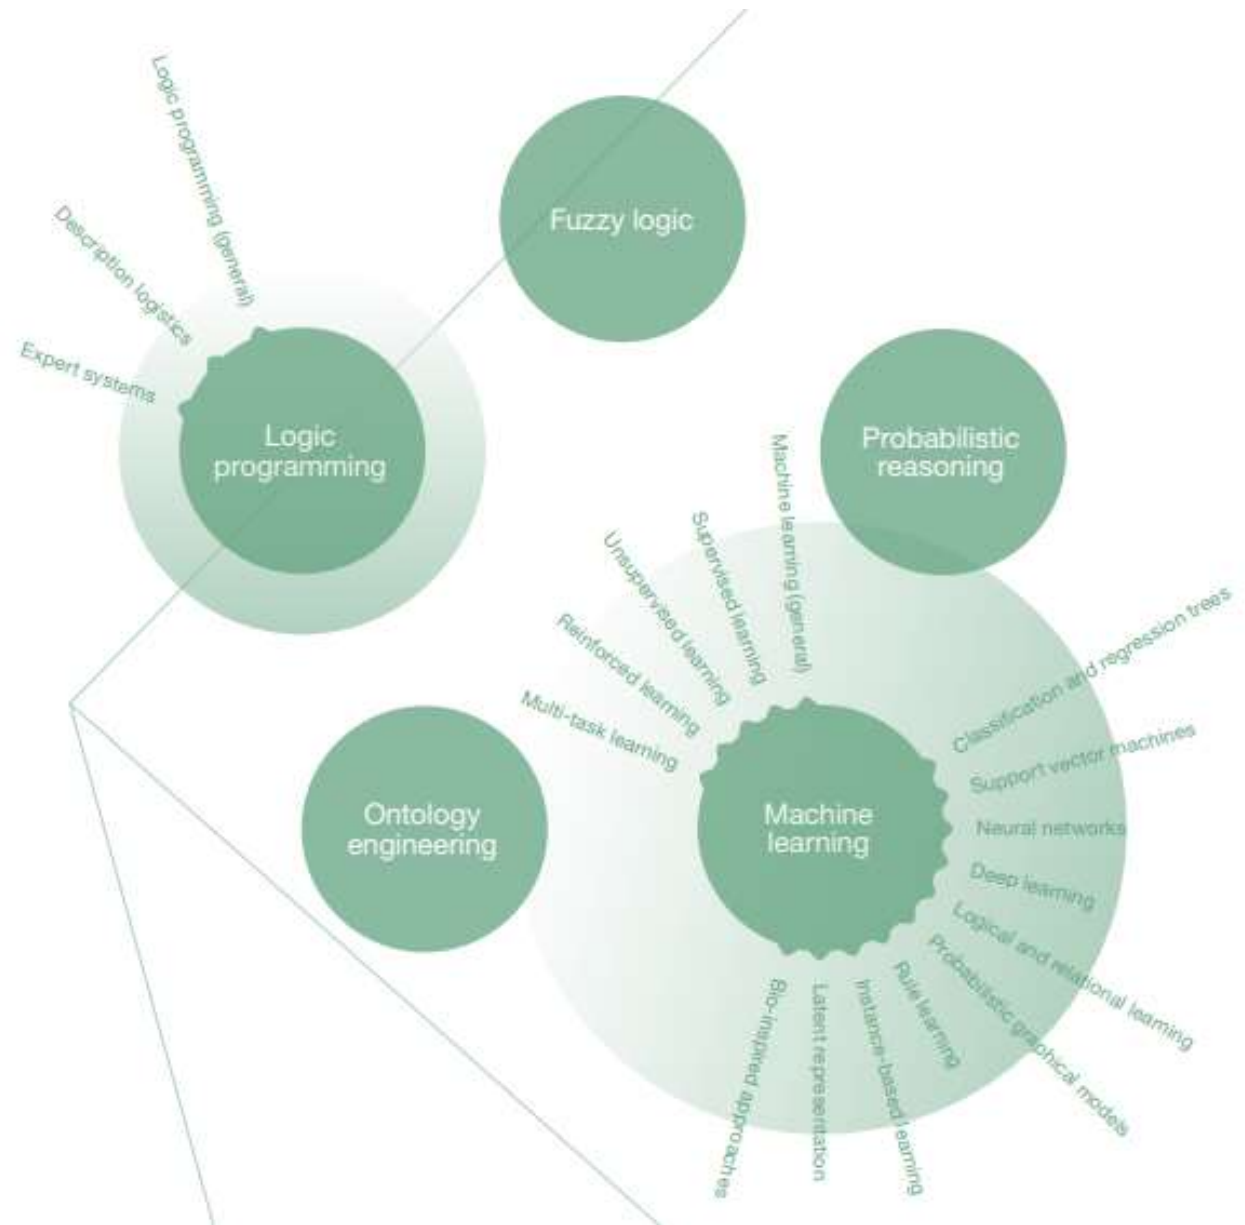 Logic programming (general)
Description logistics
Expert systems
Logic
programming
Fuzzy logic
Probabilistic
reasoning
Machine learning (general)
Supervised learning
Unsupervised learning
Reinforced learning
Multi-task learning
Ontology
engineering
Machine
learning
Classification and regression trees
Support vector machines
Neural networks
Deep learning
Logical and relational learning
Probabilistic graphical models
Rule learning
Instance-based learning
Latent representation
Bio-inspired approaches